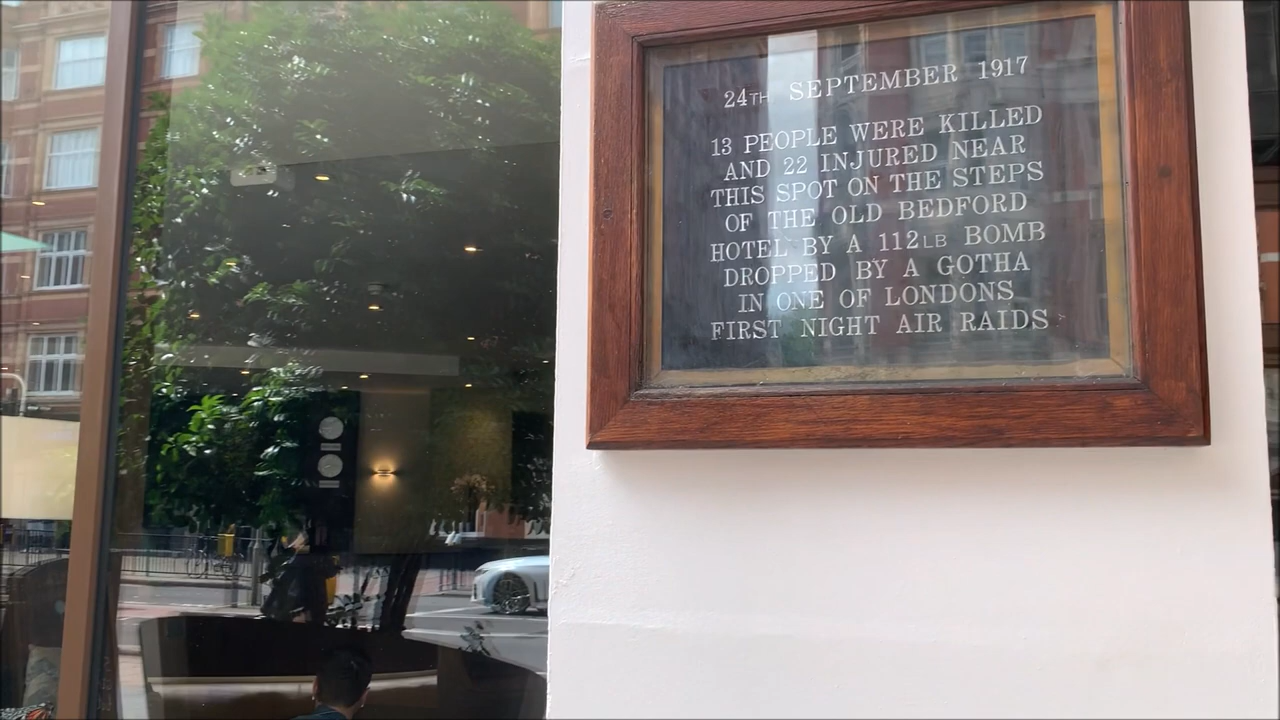 24TH SEPTEMBER 1917
13 PEOPLE WERE KILLED
AND 22 INJURED NEAR
THIS SPOT ON THE STEPS
OF THE OLD BEDFORD
HOTEL BY A 112LB BOMB
DROPPED BY A GOTHA
IN ONE OF LONDONS
FIRST NIGHT AIR RAIDS